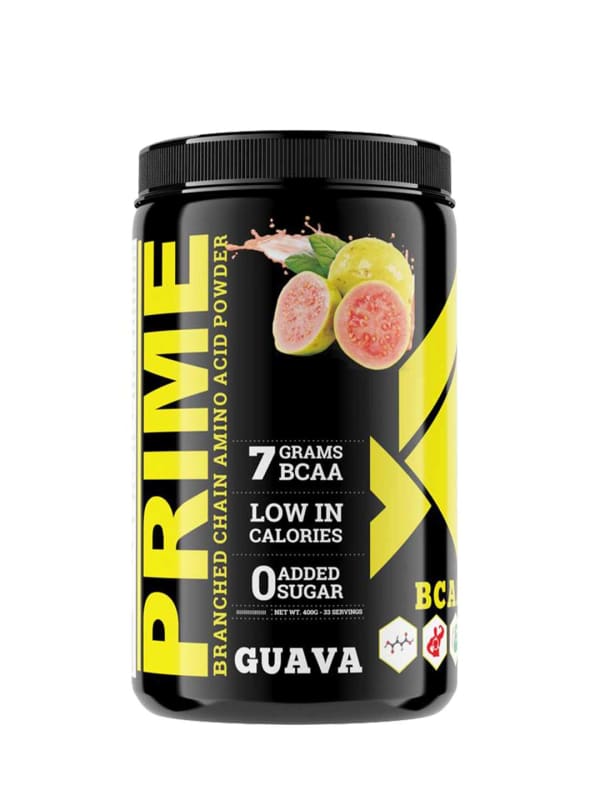 PRIME
BRANCHED CHAIN AMINO ACID POWDER
7 GRAMS
BCAA
LOW IN
CALORIES
0 ADDED
SUGAR
NET WT. 400G - 33 SERVINGS
GUAVA
BCA